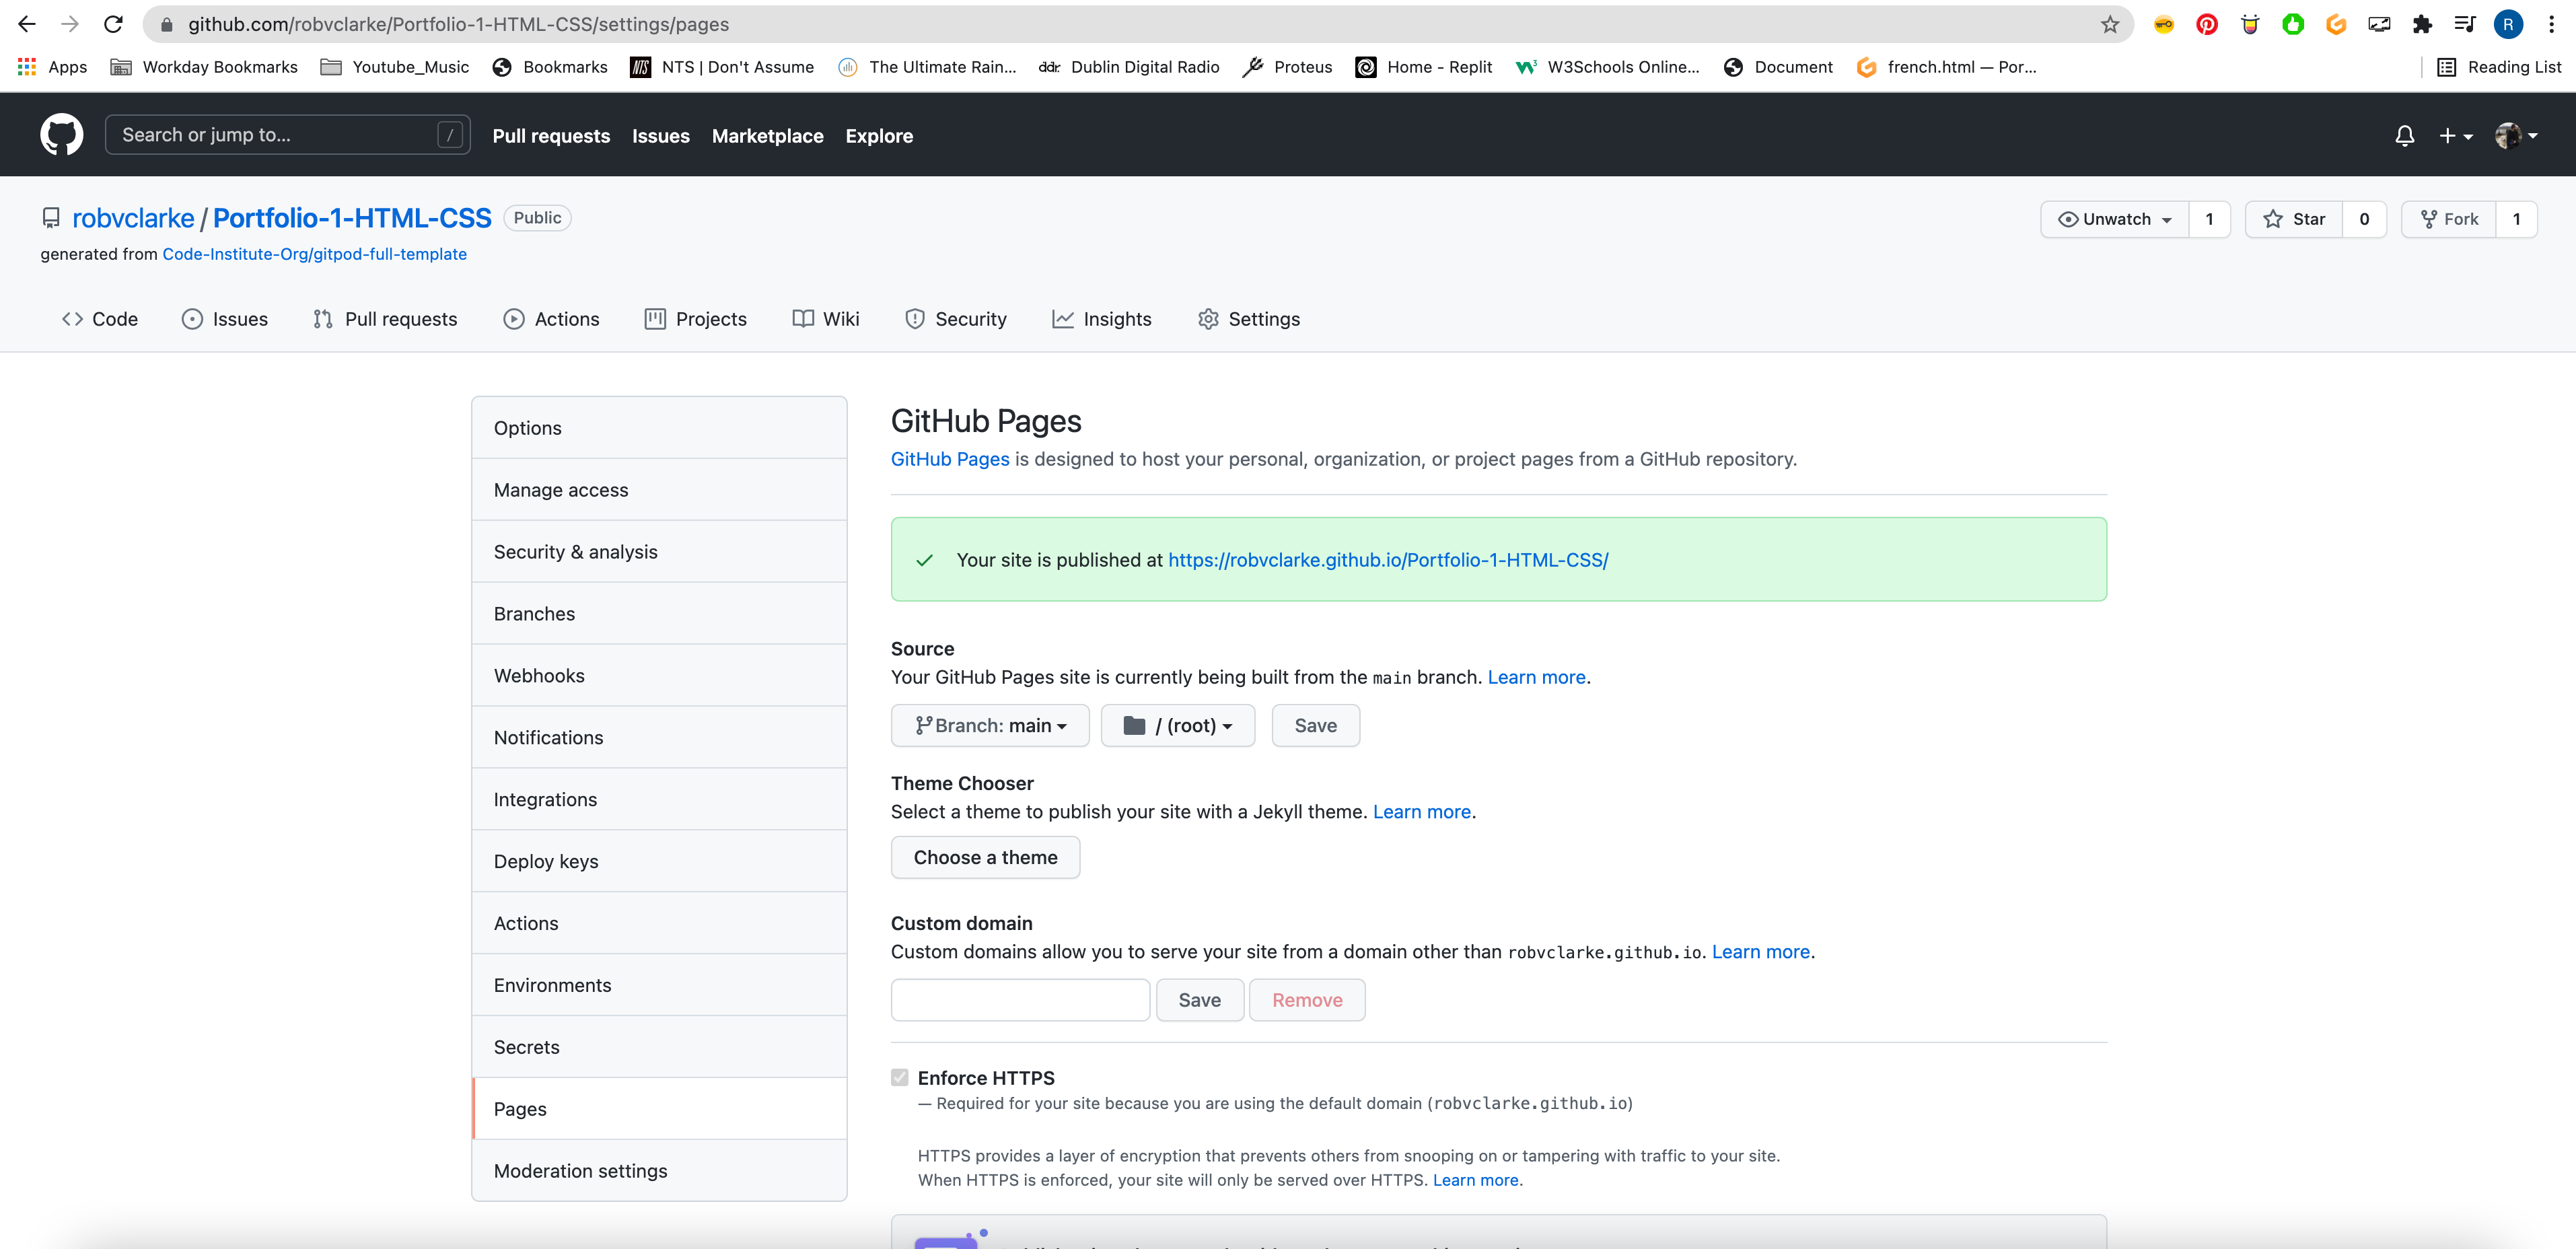 github.com/robvclarke/Portfolio-1-HTML-CSS/settings/pages
R
Apps Workday Bookmarks Youtube_Music Bookmarks NTS NTS | Don't Assume The Ultimate Rain... ddr. Dublin Digital Radio Proteus Home - Replit W3Schools Online... Document french.html — Por... Reading List
Search or jump to... / Pull requests Issues Marketplace Explore
robvclarke / Portfolio-1-HTML-CSS Public Unwatch 1 Star 0 Fork 1
generated from Code-Institute-Org/gitpod-full-template
Code Issues Pull requests Actions Projects Wiki Security Insights Settings
Options
Manage access
Security & analysis
Branches
Webhooks
Notifications
Integrations
Deploy keys
Actions
Environments
Secrets
Pages
Moderation settings
GitHub Pages
GitHub Pages is designed to host your personal, organization, or project pages from a GitHub repository.
Your site is published at https://robvclarke.github.io/Portfolio-1-HTML-CSS/
Source
Your GitHub Pages site is currently being built from the main branch. Learn more.
Branch: main / (root) Save
Theme Chooser
Select a theme to publish your site with a Jekyll theme. Learn more.
Choose a theme
Custom domain
Custom domains allow you to serve your site from a domain other than robvclarke.github.io. Learn more.
Save Remove
Enforce HTTPS
— Required for your site because you are using the default domain (robvclarke.github.io)
HTTPS provides a layer of encryption that prevents others from snooping on or tampering with traffic to your site.
When HTTPS is enforced, your site will only be served over HTTPS. Learn more.